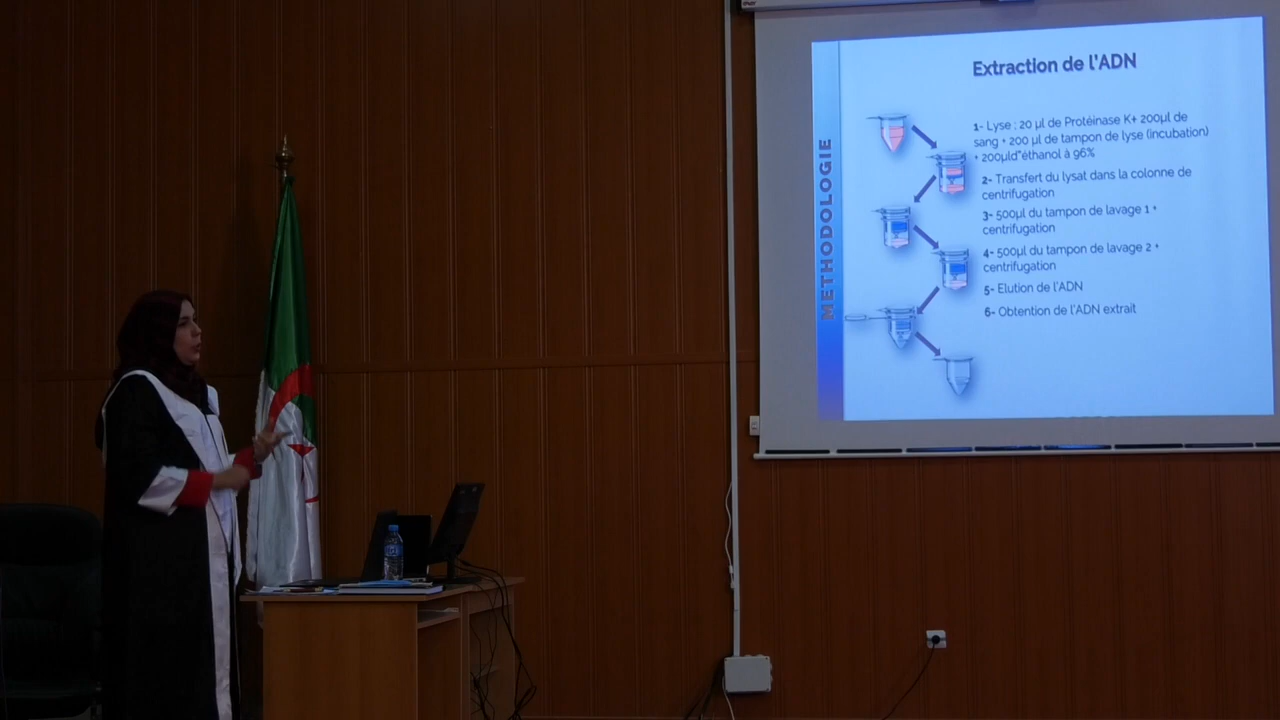 Extraction de l'ADN
METHODOLOGIE
1- Lyse : 20 µl de Protéinase K+ 200µl de
sang + 200 µl de tampon de lyse (incubation)
+ 200µld"éthanol à 96%
2- Transfert du lysat dans la colonne de
centrifugation
3- 500µl du tampon de lavage 1 +
centrifugation
4- 500µl du tampon de lavage 2 +
centrifugation
5- Elution de l'ADN
6- Obtention de l'ADN extrait